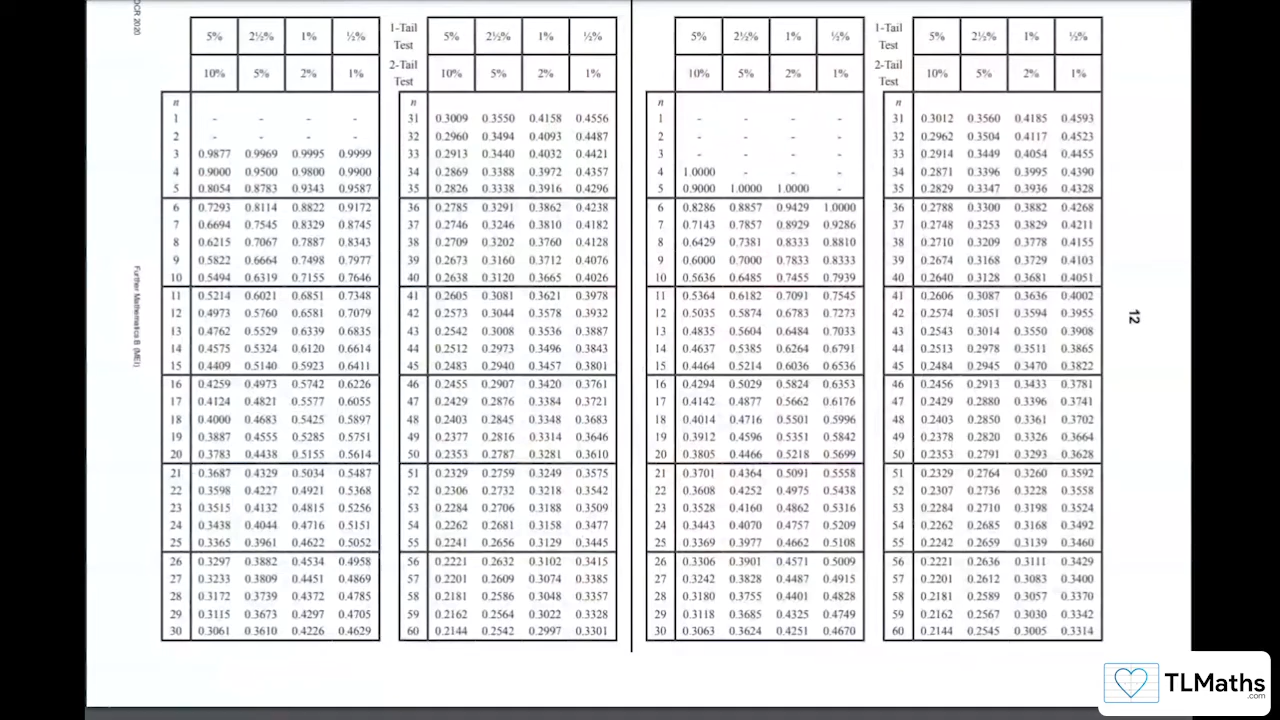 OCR 2020
Further Mathematics B (MEI)
5% 2½% 1% ½% 1-Tail Test 5% 2½% 1% ½% 5% 2½% 1% ½% 1-Tail Test 5% 2½% 1% ½%
10% 5% 2% 1% 2-Tail Test 10% 5% 2% 1% 10% 5% 2% 1% 2-Tail Test 10% 5% 2% 1%
n n n n
1 - - - - 31 0.3009 0.3550 0.4158 0.4556 1 - - - - 31 0.3012 0.3560 0.4185 0.4593
2 - - - - 32 0.2960 0.3494 0.4093 0.4487 2 - - - - 32 0.2962 0.3504 0.4117 0.4523
3 0.9877 0.9969 0.9995 0.9999 33 0.2913 0.3440 0.4032 0.4421 3 - - - - 33 0.2914 0.3449 0.4054 0.4455
4 0.9000 0.9500 0.9800 0.9900 34 0.2869 0.3388 0.3972 0.4357 4 1.0000 - - - 34 0.2871 0.3396 0.3995 0.4390
5 0.8054 0.8783 0.9343 0.9587 35 0.2826 0.3338 0.3916 0.4296 5 0.9000 1.0000 1.0000 - 35 0.2829 0.3347 0.3936 0.4328
6 0.7293 0.8114 0.8822 0.9172 36 0.2785 0.3291 0.3862 0.4238 6 0.8286 0.8857 0.9429 1.0000 36 0.2788 0.3300 0.3882 0.4268
7 0.6694 0.7545 0.8329 0.8745 37 0.2746 0.3246 0.3810 0.4182 7 0.7143 0.7857 0.8929 0.9286 37 0.2748 0.3253 0.3829 0.4211
8 0.6215 0.7067 0.7887 0.8343 38 0.2709 0.3202 0.3760 0.4128 8 0.6429 0.7381 0.8333 0.8810 38 0.2710 0.3209 0.3778 0.4155
9 0.5822 0.6664 0.7498 0.7977 39 0.2673 0.3160 0.3712 0.4076 9 0.6000 0.7000 0.7833 0.8333 39 0.2674 0.3168 0.3729 0.4103
10 0.5494 0.6319 0.7155 0.7646 40 0.2638 0.3120 0.3665 0.4026 10 0.5636 0.6485 0.7455 0.7939 40 0.2640 0.3128 0.3681 0.4051
11 0.5214 0.6021 0.6851 0.7348 41 0.2605 0.3081 0.3621 0.3978 11 0.5364 0.6182 0.7091 0.7545 41 0.2606 0.3087 0.3636 0.4002
12 0.4973 0.5760 0.6581 0.7079 42 0.2573 0.3044 0.3578 0.3932 12 0.5035 0.5874 0.6783 0.7273 42 0.2574 0.3051 0.3594 0.3955
13 0.4762 0.5529 0.6339 0.6835 43 0.2542 0.3008 0.3536 0.3887 13 0.4835 0.5604 0.6484 0.7033 43 0.2543 0.3014 0.3550 0.3908
14 0.4575 0.5324 0.6120 0.6614 44 0.2512 0.2973 0.3496 0.3843 14 0.4637 0.5385 0.6264 0.6791 44 0.2513 0.2978 0.3511 0.3865
15 0.4409 0.5140 0.5923 0.6411 45 0.2483 0.2940 0.3457 0.3801 15 0.4464 0.5214 0.6036 0.6536 45 0.2484 0.2945 0.3470 0.3822
16 0.4259 0.4973 0.5742 0.6226 46 0.2455 0.2907 0.3420 0.3761 16 0.4294 0.5029 0.5824 0.6353 46 0.2456 0.2913 0.3433 0.3781
17 0.4124 0.4821 0.5577 0.6055 47 0.2429 0.2876 0.3384 0.3721 17 0.4142 0.4877 0.5662 0.6176 47 0.2429 0.2880 0.3396 0.3741
18 0.4000 0.4683 0.5425 0.5897 48 0.2403 0.2845 0.3348 0.3683 18 0.4014 0.4716 0.5501 0.5996 48 0.2403 0.2850 0.3361 0.3702
19 0.3887 0.4555 0.5285 0.5751 49 0.2377 0.2816 0.3314 0.3646 19 0.3912 0.4596 0.5351 0.5842 49 0.2378 0.2820 0.3326 0.3664
20 0.3783 0.4438 0.5155 0.5614 50 0.2353 0.2787 0.3281 0.3610 20 0.3805 0.4466 0.5218 0.5699 50 0.2353 0.2791 0.3293 0.3628
21 0.3687 0.4329 0.5034 0.5487 51 0.2329 0.2759 0.3249 0.3575 21 0.3701 0.4364 0.5091 0.5558 51 0.2329 0.2764 0.3260 0.3592
22 0.3598 0.4227 0.4921 0.5368 52 0.2306 0.2732 0.3218 0.3542 22 0.3608 0.4252 0.4975 0.5438 52 0.2307 0.2736 0.3228 0.3558
23 0.3515 0.4132 0.4815 0.5256 53 0.2284 0.2706 0.3188 0.3509 23 0.3528 0.4160 0.4862 0.5316 53 0.2284 0.2710 0.3198 0.3524
24 0.3438 0.4044 0.4716 0.5151 54 0.2262 0.2681 0.3158 0.3477 24 0.3443 0.4070 0.4757 0.5209 54 0.2262 0.2685 0.3168 0.3492
25 0.3365 0.3961 0.4622 0.5052 55 0.2241 0.2656 0.3129 0.3445 25 0.3369 0.3977 0.4662 0.5108 55 0.2242 0.2659 0.3139 0.3460
26 0.3297 0.3882 0.4534 0.4958 56 0.2221 0.2632 0.3102 0.3415 26 0.3306 0.3901 0.4571 0.5009 56 0.2221 0.2636 0.3111 0.3429
27 0.3233 0.3809 0.4451 0.4869 57 0.2201 0.2609 0.3074 0.3385 27 0.3242 0.3828 0.4487 0.4915 57 0.2201 0.2612 0.3083 0.3400
28 0.3172 0.3739 0.4372 0.4785 58 0.2181 0.2586 0.3048 0.3357 28 0.3180 0.3755 0.4401 0.4828 58 0.2181 0.2589 0.3057 0.3370
29 0.3115 0.3673 0.4297 0.4705 59 0.2162 0.2564 0.3022 0.3328 29 0.3118 0.3685 0.4325 0.4749 59 0.2162 0.2567 0.3030 0.3342
30 0.3061 0.3610 0.4226 0.4629 60 0.2144 0.2542 0.2997 0.3301 30 0.3063 0.3624 0.4251 0.4670 60 0.2144 0.2545 0.3005 0.3314
12
TLMaths
.com